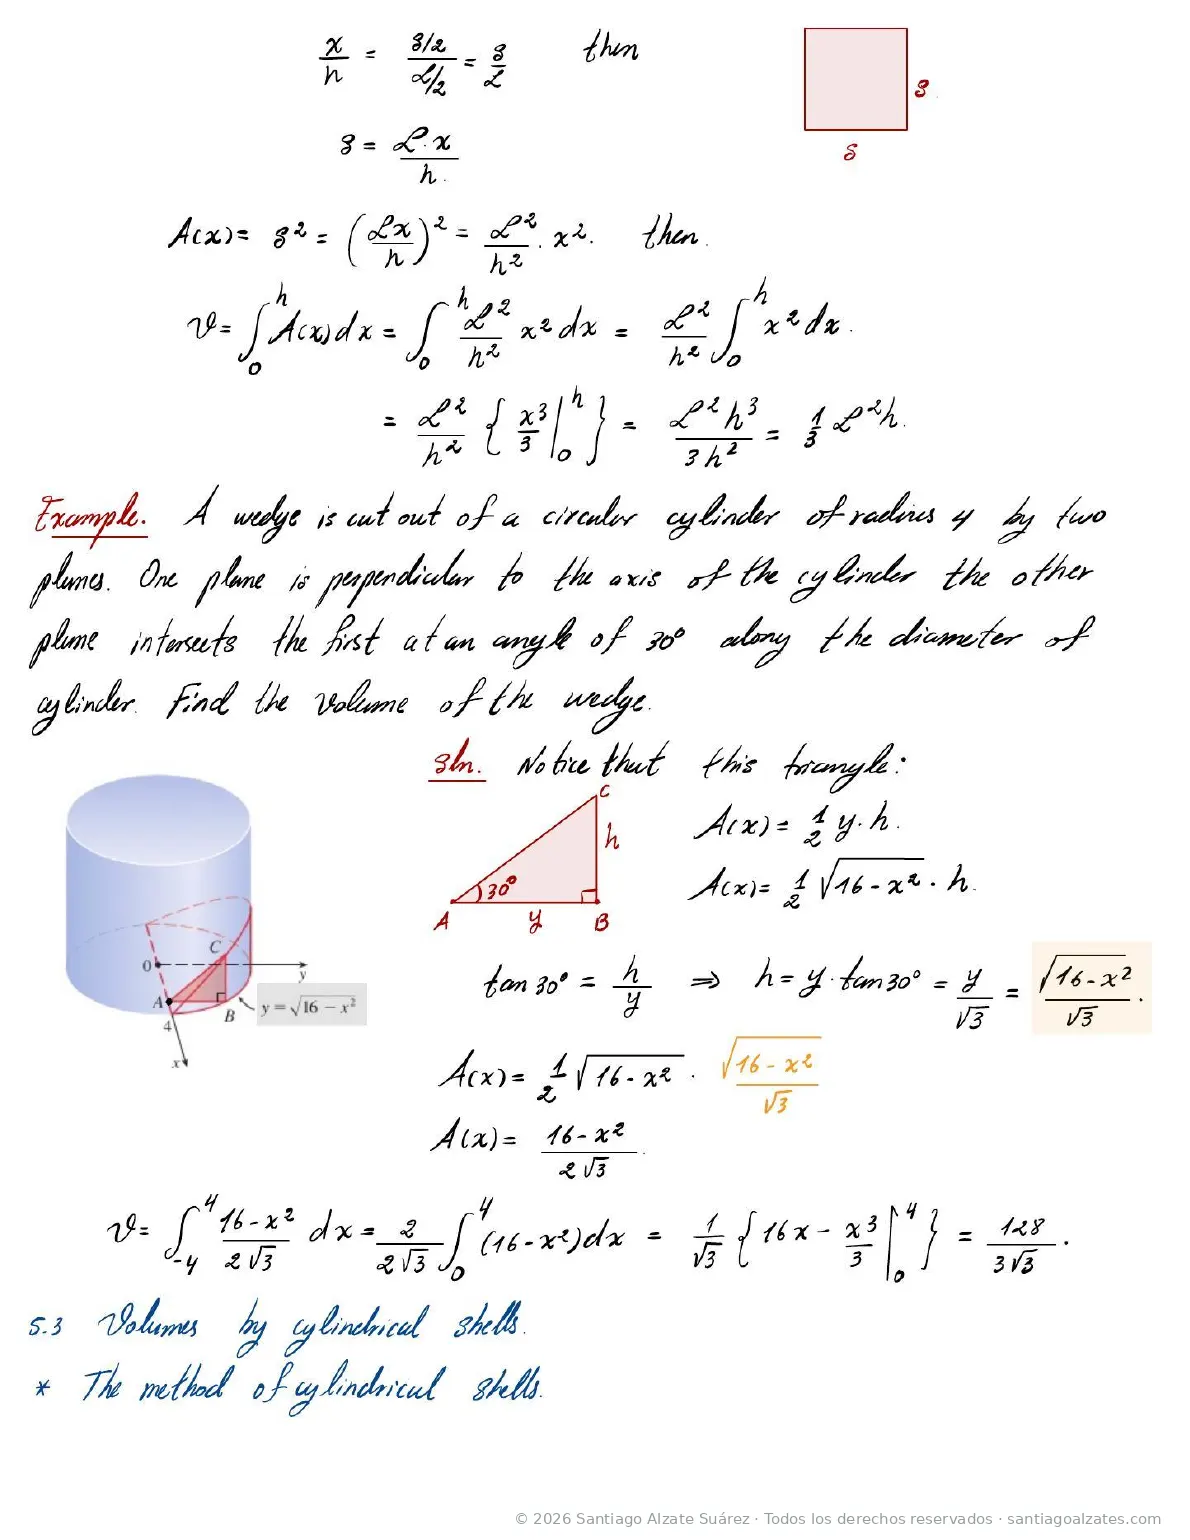 x/h = (s/2)/(L/2) = s/L then
s
s = L·x/h.
s
A(x) = s² = (Lx/h)² = L²/h² · x². then.
V = ∫₀ʰ A(x)dx = ∫₀ʰ L²/h² x² dx = L²/h² ∫₀ʰ x² dx.
= L²/h² { x³/3 |₀ʰ } = L²h³/3h² = 1/3 L²h.
Example. A wedge is cut out of a circular cylinder of radius 4 by two
planes. One plane is perpendicular to the axis of the cylinder the other
plane intersects the first at an angle of 30° along the diameter of
cylinder. Find the volume of the wedge.
Sln. Notice that this triangle:
C
h
30°
A y B
A(x) = 1/2 y·h.
A(x) = 1/2 √(16-x²) · h.
C
0
y
A
B
4
x
y = √(16 − x²)
tan 30° = h/y ⇒ h = y·tan 30° = y/√3 = √(16-x²)/√3.
A(x) = 1/2 √(16-x²) · √(16-x²)/√3
A(x) = (16-x²)/(2√3).
V = ∫₋₄⁴ (16-x²)/(2√3) dx = 2/(2√3) ∫₀⁴ (16-x²)dx = 1/√3 { 16x - x³/3 |₀⁴ } = 128/(3√3).
5.3 Volumes by cylindrical shells.
* The method of cylindrical shells.
© 2026 Santiago Alzate Suárez · Todos los derechos reservados · santiagoalzates.com